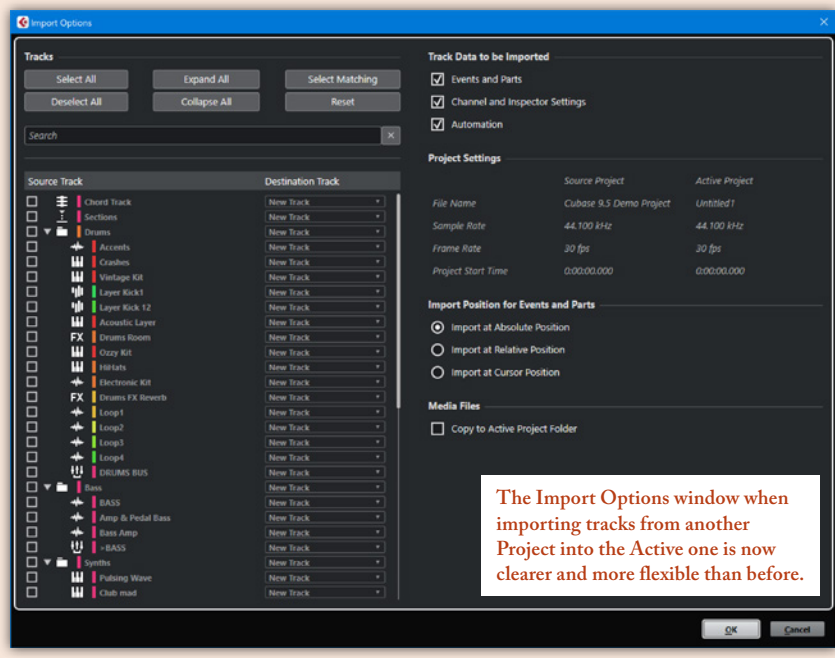 Import Options
Tracks
Select All Expand All Select Matching
Deselect All Collapse All Reset
Search
Source Track Destination Track
Chord Track New Track
Sections New Track
Drums New Track
Accents New Track
Crashes New Track
Vintage Kit New Track
Layer Kick1 New Track
Layer Kick 12 New Track
Acoustic Layer New Track
FX Drums Room New Track
Ozzy Kit New Track
HiHats New Track
Electronic Kit New Track
FX Drums FX Reverb New Track
Loop1 New Track
Loop2 New Track
Loop3 New Track
Loop4 New Track
DRUMS BUS New Track
Bass New Track
BASS New Track
Amp & Pedal Bass New Track
Bass Amp New Track
>BASS New Track
Synths New Track
Pulsing Wave New Track
Club mad New Track
Track Data to be Imported
Events and Parts
Channel and Inspector Settings
Automation
Project Settings
Source Project Active Project
File Name Cubase 9.5 Demo Project Untitled1
Sample Rate 44.100 kHz 44.100 kHz
Frame Rate 30 fps 30 fps
Project Start Time 0:00:00.000 0:00:00.000
Import Position for Events and Parts
Import at Absolute Position
Import at Relative Position
Import at Cursor Position
Media Files
Copy to Active Project Folder
The Import Options window when
importing tracks from another
Project into the Active one is now
clearer and more flexible than before.
OK Cancel